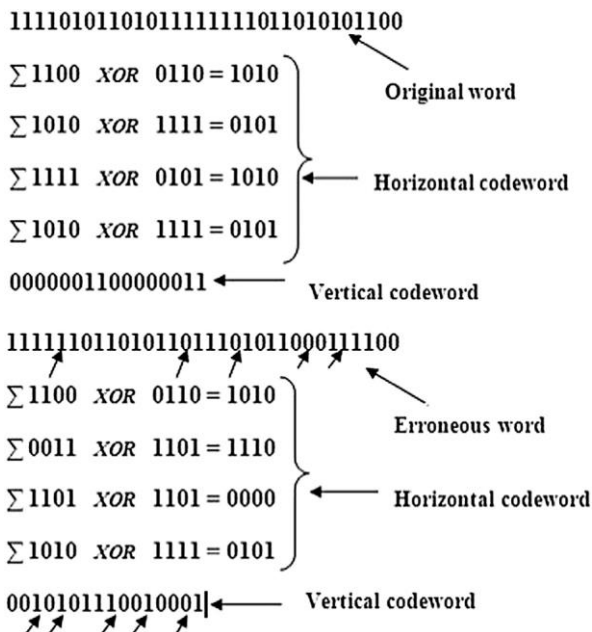 11110101101011111111011010101100
∑1100 XOR 0110 = 1010
Original word
∑1010 XOR 1111 = 0101
∑1111 XOR 0101 = 1010
Horizontal codeword
∑1010 XOR 1111 = 0101
0000001100000011
Vertical codeword
11111101101011011101011000111100
∑1100 XOR 0110 = 1010
Erroneous word
∑0011 XOR 1101 = 1110
∑1101 XOR 1101 = 0000
Horizontal codeword
∑1010 XOR 1111 = 0101
0010101110010001
Vertical codeword